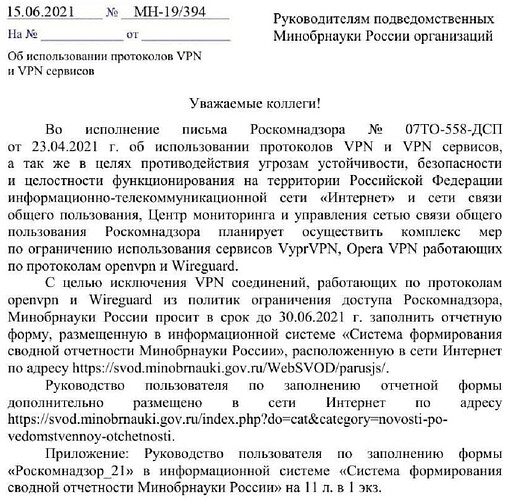 15.06.2021 № МН-19/394
На № от
Руководителям подведомственных
Минобрнауки России организаций
Об использовании протоколов VPN
и VPN сервисов
Уважаемые коллеги!
Во исполнение письма Роскомнадзора № 07ТО-558-ДСП
от 23.04.2021 г. об использовании протоколов VPN и VPN сервисов,
а так же в целях противодействия угрозам устойчивости, безопасности
и целостности функционирования на территории Российской Федерации
информационно-телекоммуникационной сети «Интернет» и сети связи
общего пользования, Центр мониторинга и управления сетью связи общего
пользования Роскомнадзора планирует осуществить комплекс мер
по ограничению использования сервисов VyprVPN, Opera VPN работающих
по протоколам openvpn и Wireguard.
С целью исключения VPN соединений, работающих по протоколам
openvpn и Wireguard из политик ограничения доступа Роскомнадзора,
Минобрнауки России просит в срок до 30.06.2021 г. заполнить отчетную
форму, размещенную в информационной системе «Система формирования
сводной отчетности Минобрнауки России», расположенную в сети Интернет
по адресу https://svod.minobrnauki.gov.ru/WebSVOD/parusjs/.
Руководство пользователя по заполнению отчетной формы
дополнительно размещено в сети Интернет по адресу
https://svod.minobrnauki.gov.ru/index.php?do=cat&category=novosti-po-
vedomstvennoy-otchetnosti.
Приложение: Руководство пользователя по заполнению формы
«Роскомнадзор_21» в информационной системе «Система формирования
сводной отчетности Минобрнауки России» на 11 л. в 1 экз.